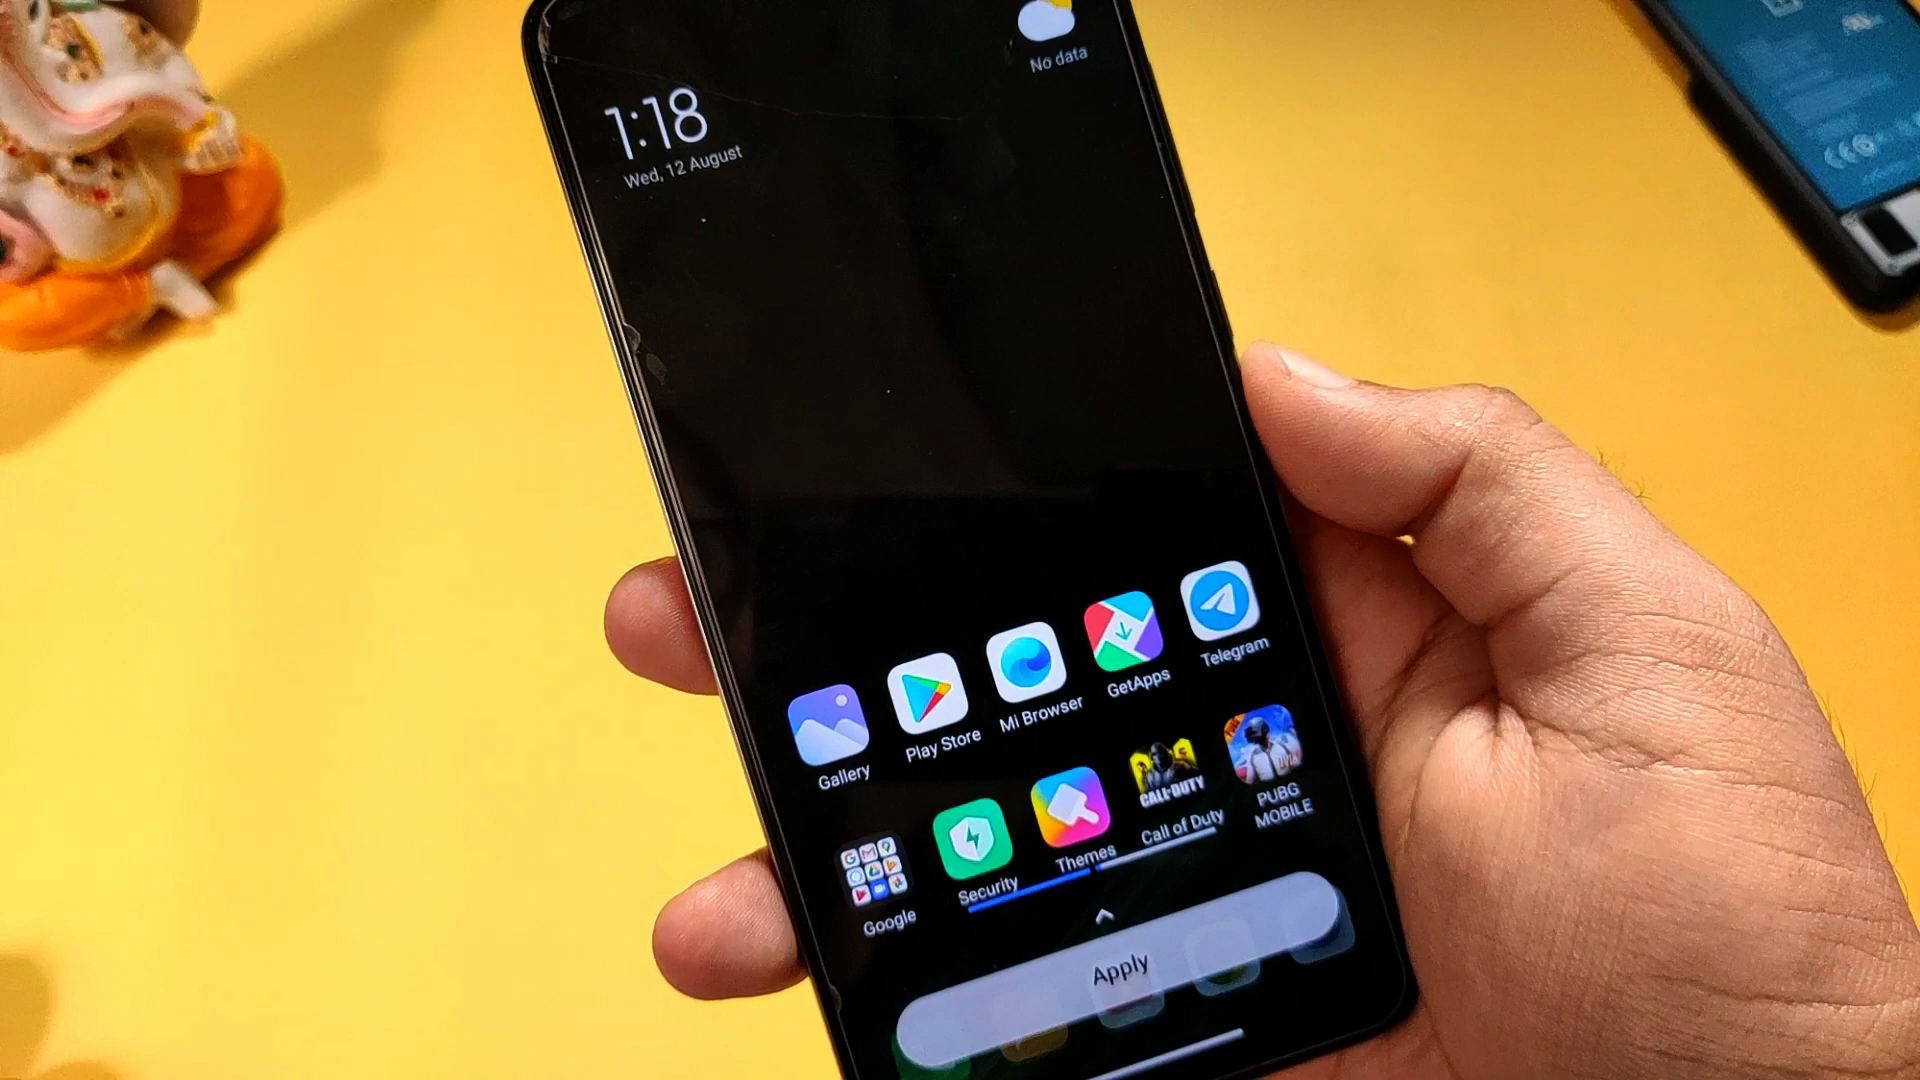 No data
1:18
Wed, 12 August
Gallery
Play Store
Mi Browser
GetApps
Telegram
Google
Security
Themes
CALL OF DUTY
Call of Duty
PUBG
MOBILE
Apply